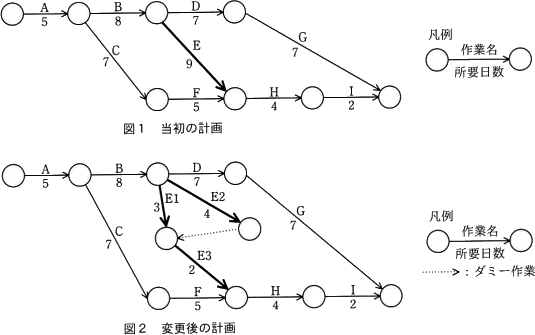 A 5
B 8
D 7
G 7
C 7
E 9
F 5
H 4
I 2
凡例
作業名
所要日数
図1 当初の計画
A 5
B 8
D 7
G 7
C 7
E1 3
E2 4
E3 2
F 5
H 4
I 2
凡例
作業名
所要日数
：ダミー作業
図2 変更後の計画